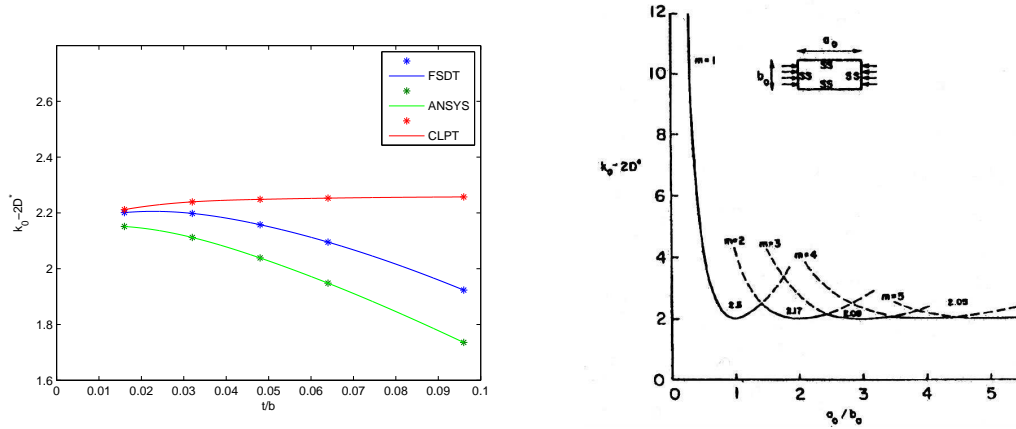 2.8
2.6
2.4
2.2
2
1.8
1.6
k0−2D*
0
0.01
0.02
0.03
0.04
0.05
0.06
0.07
0.08
0.09
0.1
t/b
FSDT
ANSYS
CLPT
12
10
8
6
4
2
0
k0−2D*
m=1
a0
b0
SS
SS
SS
SS
m=2
m=3
m=4
m=5
2.5
2.17
2.08
2.05
1
2
3
4
5
a0/b0